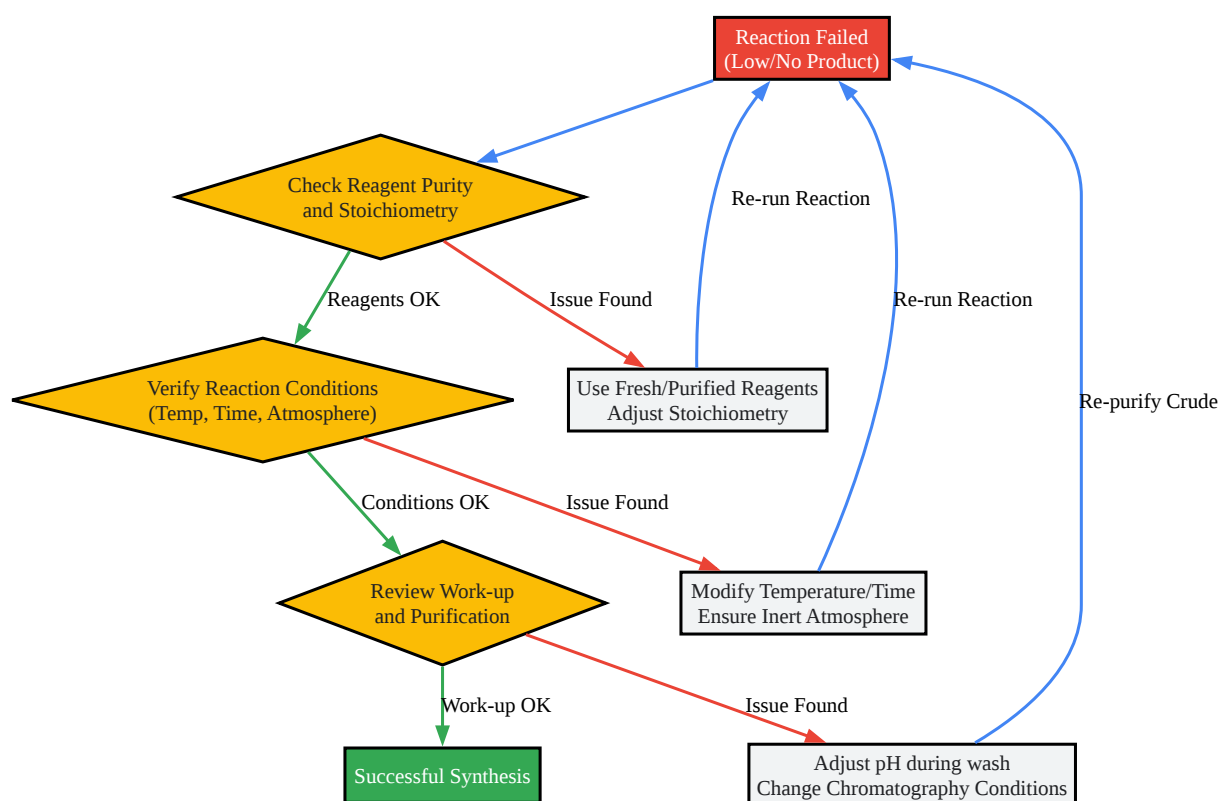 Reaction Failed
(Low/No Product)
Check Reagent Purity
and Stoichiometry
Re-run Reaction
Reagents OK
Issue Found
Re-run Reaction
Verify Reaction Conditions
(Temp, Time, Atmosphere)
Use Fresh/Purified Reagents
Adjust Stoichiometry
Re-purify Crude
Conditions OK
Issue Found
Review Work-up
and Purification
Modify Temperature/Time
Ensure Inert Atmosphere
Work-up OK
Issue Found
Successful Synthesis
Adjust pH during wash
Change Chromatography Conditions